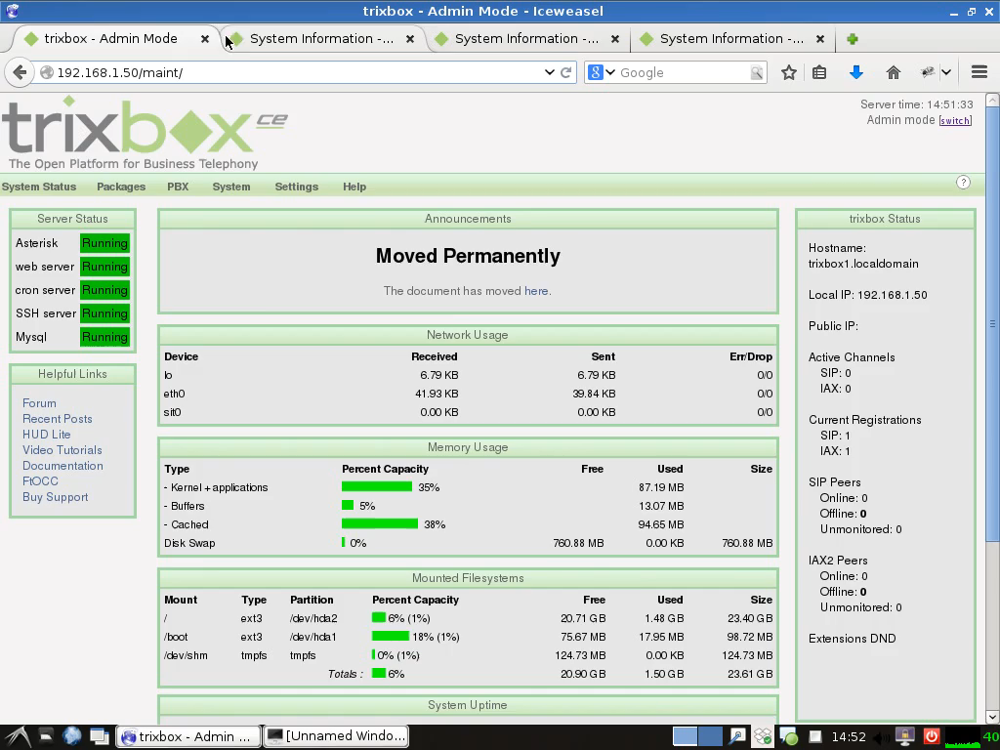 trixbox - Admin Mode - Iceweasel
trixbox - Admin Mode
System Information -...
System Information -...
System Information -...
192.168.1.50/maint/
Google
trixbox ce
The Open Platform for Business Telephony
Server time: 14:51:33
Admin mode [switch]
System Status Packages PBX System Settings Help ?
Server Status
Asterisk Running
web server Running
cron server Running
SSH server Running
Mysql Running
Helpful Links
Forum
Recent Posts
HUD Lite
Video Tutorials
Documentation
FtOCC
Buy Support
Announcements
Moved Permanently
The document has moved here.
Network Usage
Device Received Sent Err/Drop
lo 6.79 KB 6.79 KB 0/0
eth0 41.93 KB 39.84 KB 0/0
sit0 0.00 KB 0.00 KB 0/0
Memory Usage
Type Percent Capacity Free Used Size
- Kernel + applications 35% 87.19 MB
- Buffers 5% 13.07 MB
- Cached 38% 94.65 MB
Disk Swap 0% 760.88 MB 0.00 KB 760.88 MB
Mounted Filesystems
Mount Type Partition Percent Capacity Free Used Size
/ ext3 /dev/hda2 6% (1%) 20.71 GB 1.48 GB 23.40 GB
/boot ext3 /dev/hda1 18% (1%) 75.67 MB 17.95 MB 98.72 MB
/dev/shm tmpfs tmpfs 0% (1%) 124.73 MB 0.00 KB 124.73 MB
Totals : 6% 20.90 GB 1.50 GB 23.61 GB
System Uptime
trixbox Status
Hostname:
trixbox1.localdomain
Local IP: 192.168.1.50
Public IP:
Active Channels
SIP: 0
IAX: 0
Current Registrations
SIP: 1
IAX: 1
SIP Peers
Online: 0
Offline: 0
Unmonitored: 0
IAX2 Peers
Online: 0
Offline: 0
Unmonitored: 0
Extensions DND
trixbox - Admin ...
[Unnamed Windo...
14:52
40